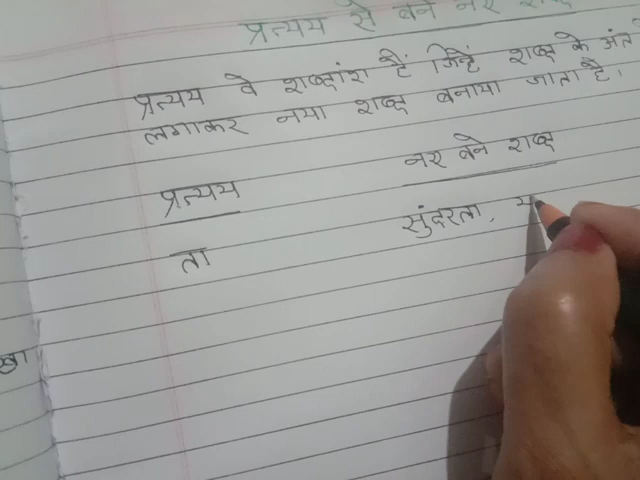 प्रत्यय से बने नए शब्द
प्रत्यय वे शब्दांश हैं जिन्हें शब्द के अंत
लगाकर नया शब्द बनाया जाता है।
प्रत्यय नए बने शब्द
ता सुंदरता,
खा